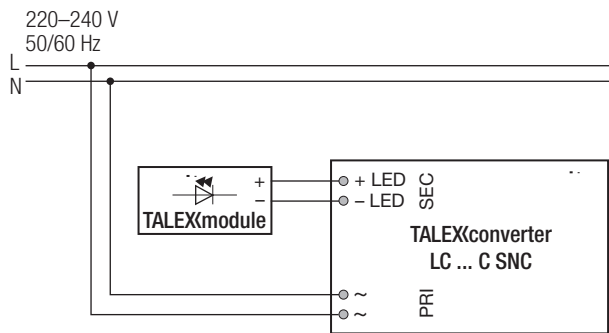 220–240 V
50/60 Hz
L
N
+
−
TALEXmodule
+ LED
− LED
SEC
TALEXconverter
LC ... C SNC
~
~
PRI